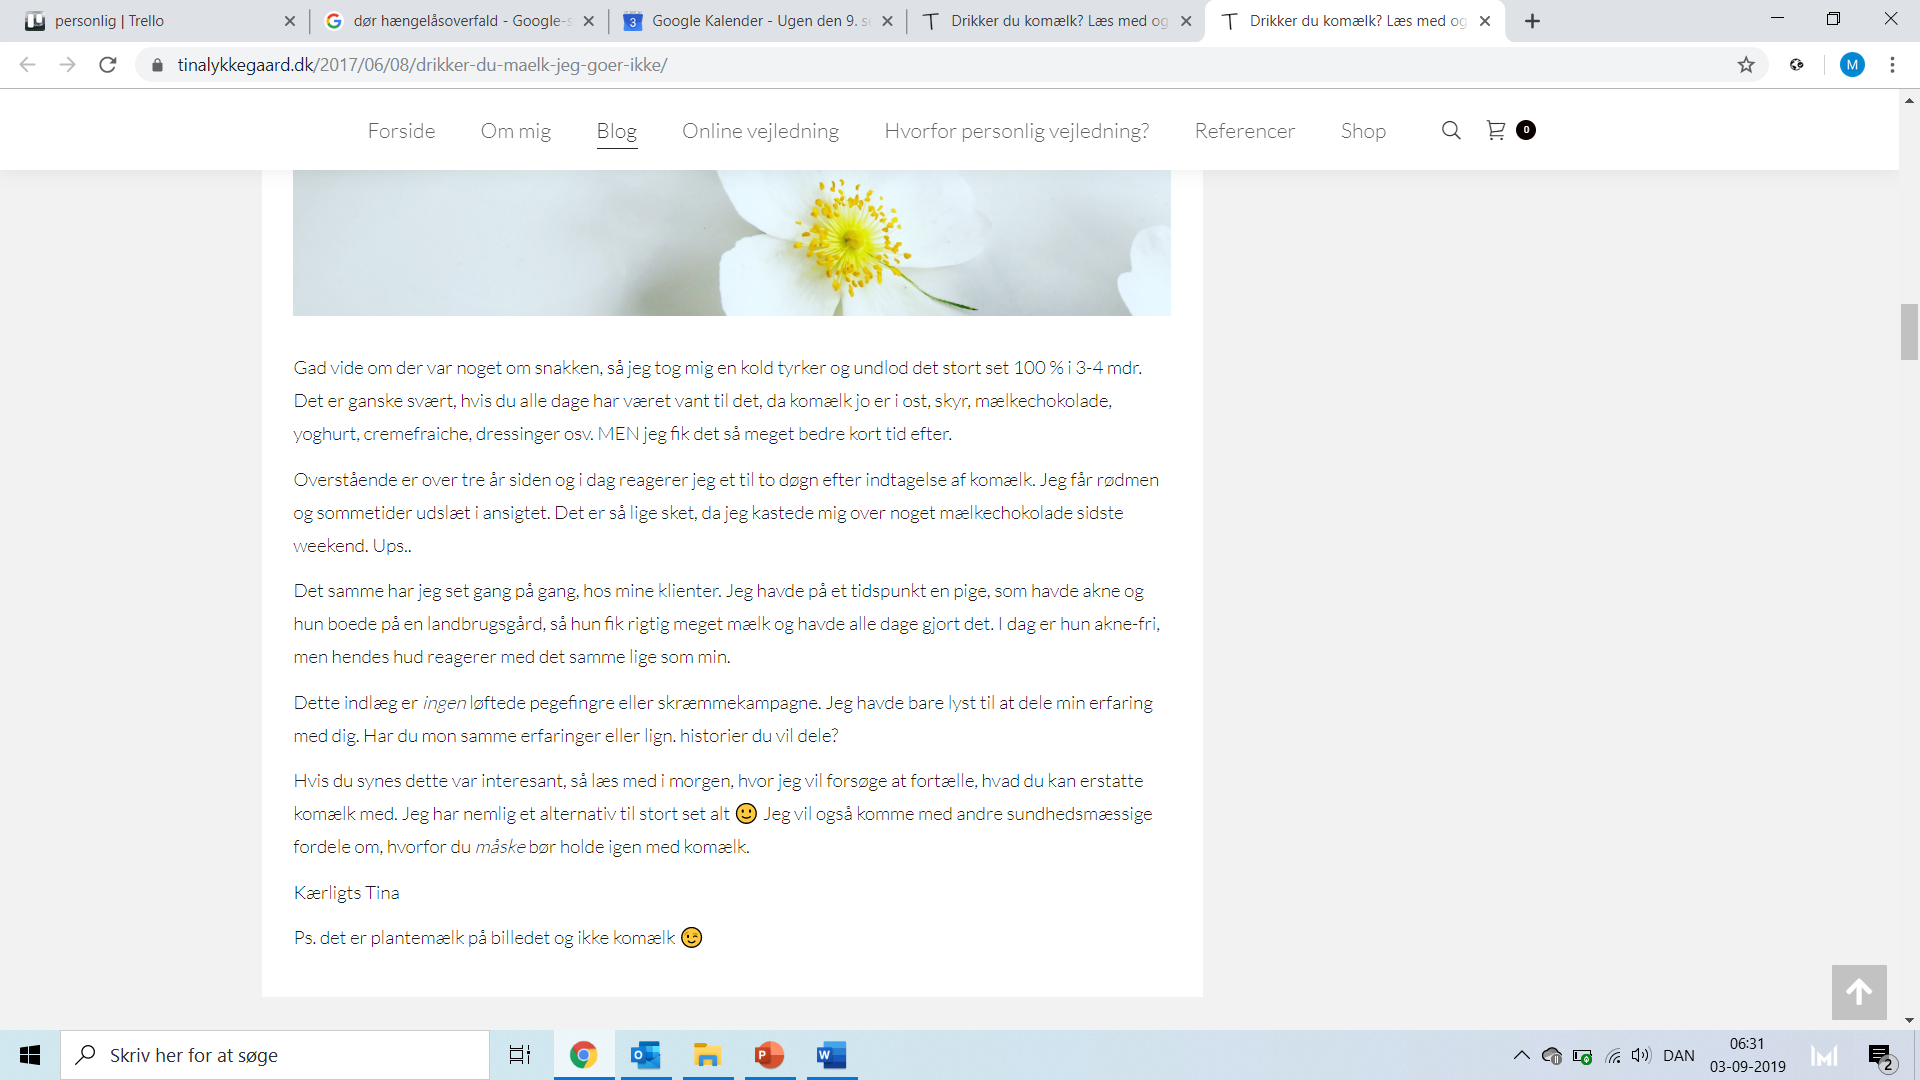 personlig | Trello
dør hængelåsoverfald - Google-s
Google Kalender - Ugen den 9. se
Drikker du komælk? Læs med og
Drikker du komælk? Læs med og
tinalykkegaard.dk/2017/06/08/drikker-du-maelk-jeg-goer-ikke/
M
Forside Om mig Blog Online vejledning Hvorfor personlig vejledning? Referencer Shop 0
Gad vide om der var noget om snakken, så jeg tog mig en kold tyrker og undlod det stort set 100 % i 3-4 mdr.
Det er ganske svært, hvis du alle dage har været vant til det, da komælk jo er i ost, skyr, mælkechokolade,
yoghurt, cremefraiche, dressinger osv. MEN jeg fik det så meget bedre kort tid efter.
Overstående er over tre år siden og i dag reagerer jeg et til to døgn efter indtagelse af komælk. Jeg får rødmen
og sommetider udslæt i ansigtet. Det er så lige sket, da jeg kastede mig over noget mælkechokolade sidste
weekend. Ups..
Det samme har jeg set gang på gang, hos mine klienter. Jeg havde på et tidspunkt en pige, som havde akne og
hun boede på en landbrugsgård, så hun fik rigtig meget mælk og havde alle dage gjort det. I dag er hun akne-fri,
men hendes hud reagerer med det samme lige som min.
Dette indlæg er ingen løftede pegefingre eller skræmmekampagne. Jeg havde bare lyst til at dele min erfaring
med dig. Har du mon samme erfaringer eller lign. historier du vil dele?
Hvis du synes dette var interesant, så læs med i morgen, hvor jeg vil forsøge at fortælle, hvad du kan erstatte
komælk med. Jeg har nemlig et alternativ til stort set alt 🙂 Jeg vil også komme med andre sundhedsmæssige
fordele om, hvorfor du måske bør holde igen med komælk.
Kærligts Tina
Ps. det er plantemælk på billedet og ikke komælk 😉
Skriv her for at søge
DAN
06:31
03-09-2019
2